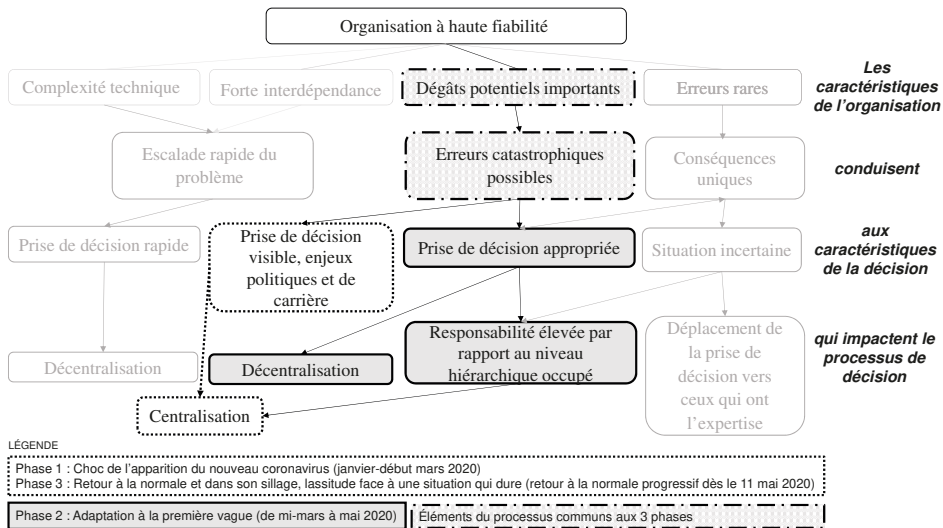 Organisation à haute fiabilité
Complexité technique
Forte interdépendance
Dégâts potentiels importants
Erreurs rares
Les
caractéristiques
de l'organisation
Escalade rapide du
problème
Erreurs catastrophiques
possibles
Conséquences
uniques
conduisent
Prise de décision rapide
Prise de décision
visible, enjeux
politiques et de
carrière
Prise de décision appropriée
Situation incertaine
aux
caractéristiques
de la décision
Décentralisation
Décentralisation
Responsabilité élevée par
rapport au niveau
hiérarchique occupé
Déplacement de
la prise de
décision vers
ceux qui ont
l'expertise
qui impactent le
processus de
décision
Centralisation
LÉGENDE
Phase 1 : Choc de l'apparition du nouveau coronavirus (janvier-début mars 2020)
Phase 3 : Retour à la normale et dans son sillage, lassitude face à une situation qui dure (retour à la normale progressif dès le 11 mai 2020)
Phase 2 : Adaptation à la première vague (de mi-mars à mai 2020)
Éléments du processus communs aux 3 phases